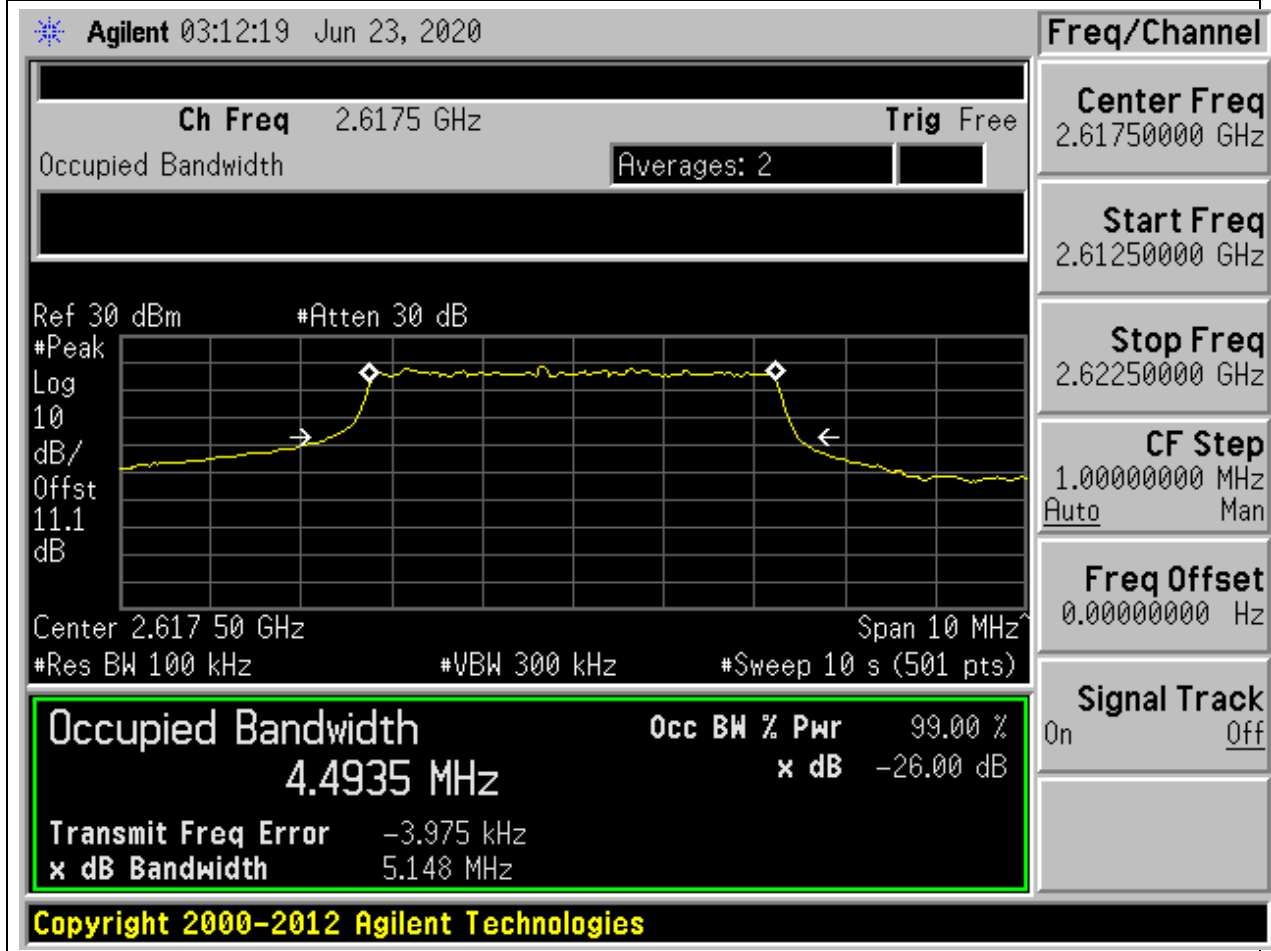 Agilent 03:12:19 Jun 23, 2020
Ch Freq 2.6175 GHz Trig Free
Occupied Bandwidth Averages: 2
Ref 30 dBm #Atten 30 dB
#Peak
Log
10
dB/
Offst
11.1
dB
Center 2.617 50 GHz Span 10 MHz^
#Res BW 100 kHz #VBW 300 kHz #Sweep 10 s (501 pts)
Occupied Bandwidth Occ BW % Pwr 99.00 %
4.4935 MHz x dB -26.00 dB
Transmit Freq Error -3.975 kHz
x dB Bandwidth 5.148 MHz
Copyright 2000-2012 Agilent Technologies
Freq/Channel
Center Freq
2.61750000 GHz
Start Freq
2.61250000 GHz
Stop Freq
2.62250000 GHz
CF Step
1.00000000 MHz
Auto Man
Freq Offset
0.00000000 Hz
Signal Track
On Off